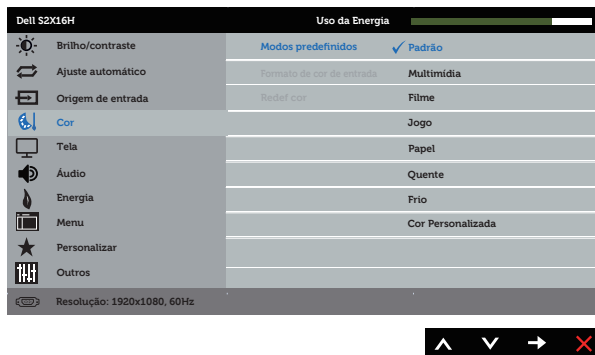 Dell S2X16H Uso da Energia
Brilho/contraste Modos predefinidos Padrão
Ajuste automático Formato de cor de entrada Multimídia
Origem de entrada Redef cor Filme
Cor Jogo
Tela Papel
Áudio Quente
Energia Frio
Menu Cor Personalizada
Personalizar
Outros
Resolução: 1920x1080, 60Hz